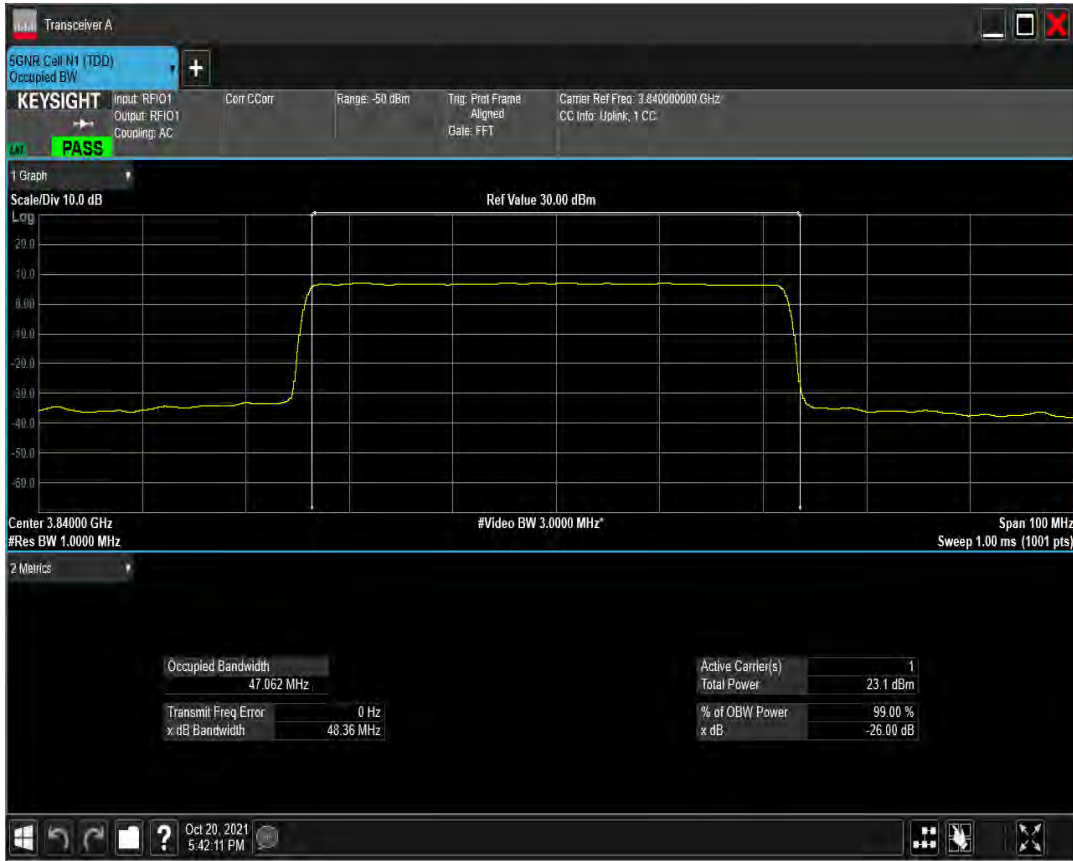 Transceiver A
5GNR Cell N1 (TDD)
Occupied BW
+
KEYSIGHT
Input: RFIO1
Output: RFIO1
Coupling: AC
PASS
Corr CCorr
Range: -50 dBm
Trig: Prot Frame
Aligned
Gate: FFT
Carrier Ref Freq: 3.840000000 GHz
CC Info: Uplink, 1 CC
1 Graph
Scale/Div 10.0 dB
Ref Value 30.00 dBm
Log
20.0
10.0
0.00
-10.0
-20.0
-30.0
-40.0
-50.0
-60.0
Center 3.84000 GHz
#Video BW 3.0000 MHz*
Span 100 MHz
#Res BW 1.0000 MHz
Sweep 1.00 ms (1001 pts)
2 Metrics
Occupied Bandwidth
47.062 MHz
Transmit Freq Error 0 Hz
x dB Bandwidth 48.36 MHz
Active Carrier(s) 1
Total Power 23.1 dBm
% of OBW Power 99.00 %
x dB -26.00 dB
?
Oct 20, 2021
5:42:11 PM